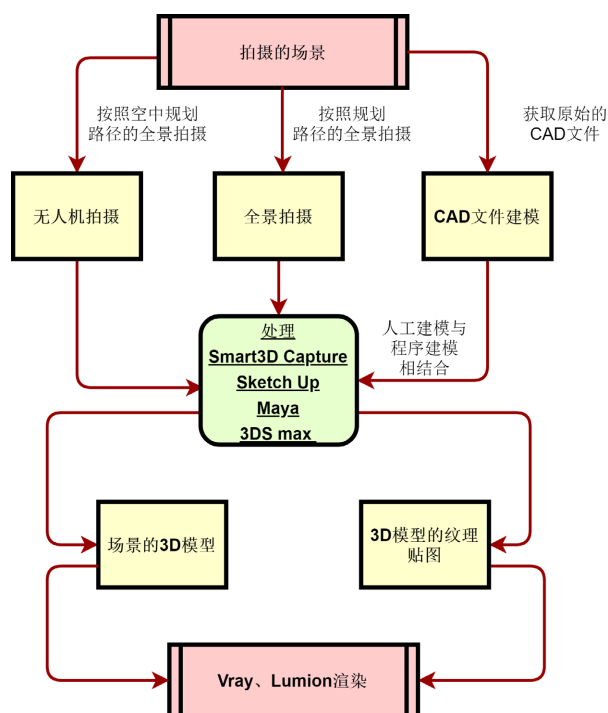 拍摄的场景
按照空中规划
路径的全景拍摄
按照规划
路径的全景拍摄
获取原始的
CAD文件
无人机拍摄
全景拍摄
CAD文件建模
处理
Smart3D Capture
Sketch Up
Maya
3DS max
人工建模与
程序建模
相结合
场景的3D模型
3D模型的纹理
贴图
Vray、Lumion渲染